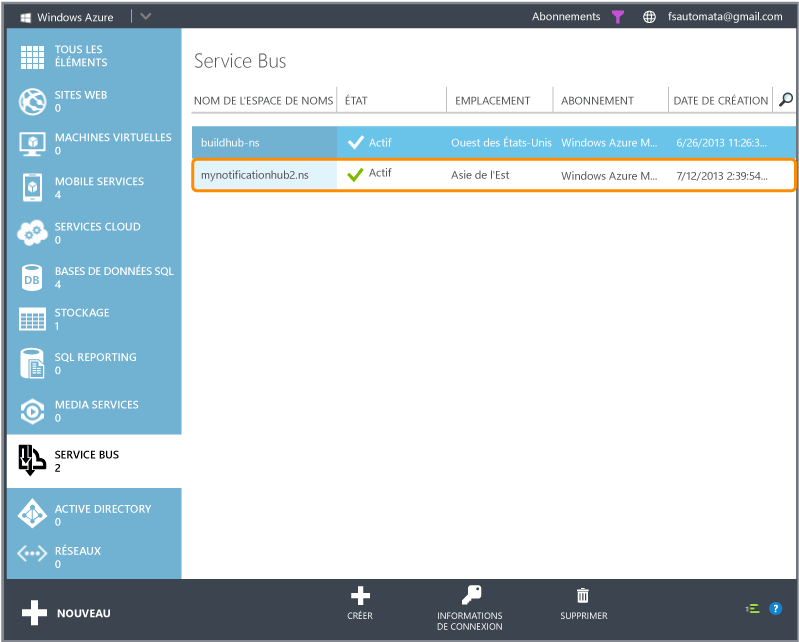 Windows Azure
Abonnements fsautomata@gmail.com
TOUS LES
ÉLÉMENTS
SITES WEB
0
MACHINES VIRTUELLES
0
MOBILE SERVICES
4
SERVICES CLOUD
0
BASES DE DONNÉES SQL
4
DB
STOCKAGE
1
SQL REPORTING
0
MEDIA SERVICES
0
SERVICE BUS
2
ACTIVE DIRECTORY
0
RÉSEAUX
0
Service Bus
NOM DE L'ESPACE DE NOMS ÉTAT EMPLACEMENT ABONNEMENT DATE DE CRÉATION
buildhub-ns Actif Ouest des États-Unis Windows Azure M... 6/26/2013 11:26:3...
mynotificationhub2.ns Actif Asie de l'Est Windows Azure M... 7/12/2013 2:39:54...
NOUVEAU
CRÉER
INFORMATIONS
DE CONNEXION
SUPPRIMER
1
?